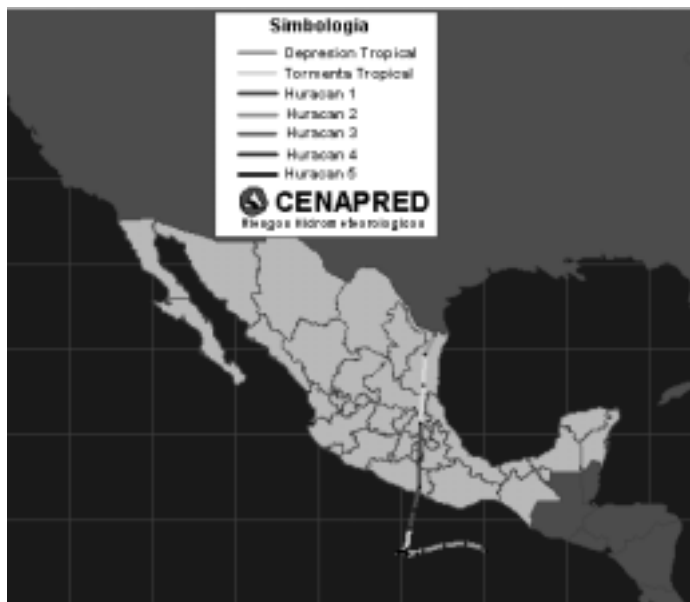 Simbologia
Depresion Tropical
Tormenta Tropical
Huracan 1
Huracan 2
Huracan 3
Huracan 4
Huracan 5
CENAPRED
Riesgos Hidrometeorologicos